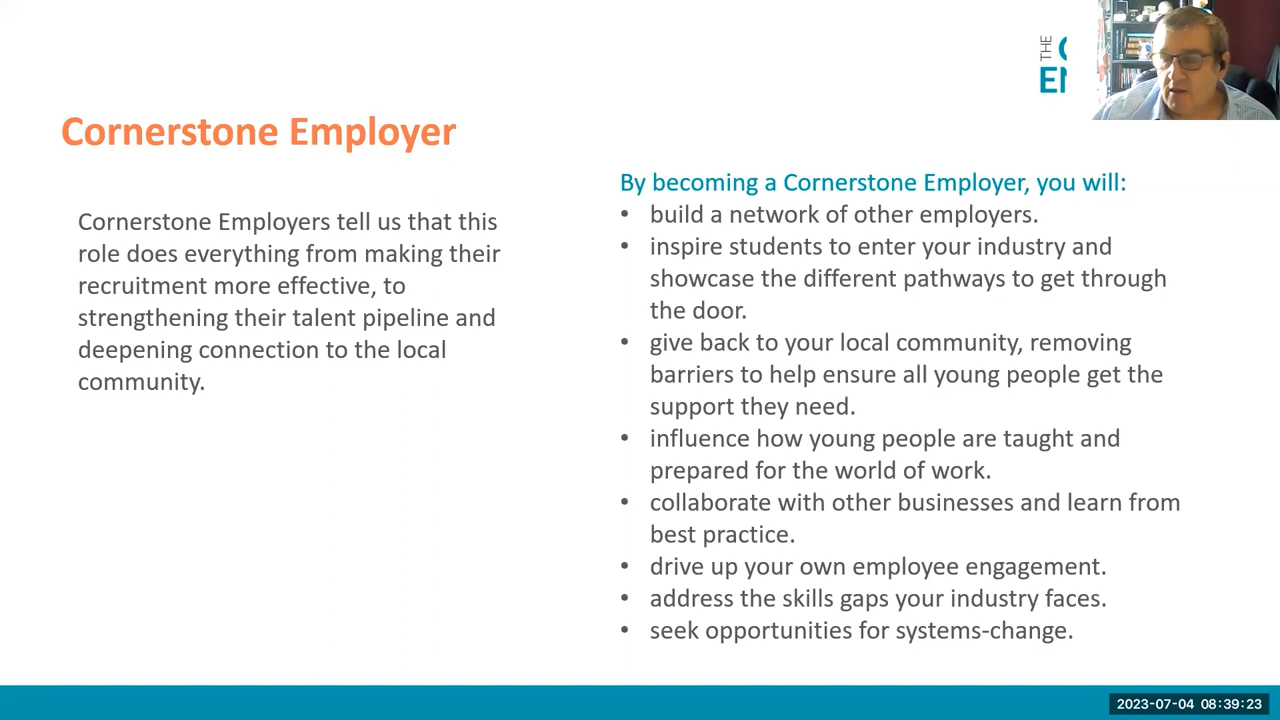 THE
Cornerstone Employer
Cornerstone Employers tell us that this
role does everything from making their
recruitment more effective, to
strengthening their talent pipeline and
deepening connection to the local
community.
By becoming a Cornerstone Employer, you will:
• build a network of other employers.
• inspire students to enter your industry and
showcase the different pathways to get through
the door.
• give back to your local community, removing
barriers to help ensure all young people get the
support they need.
• influence how young people are taught and
prepared for the world of work.
• collaborate with other businesses and learn from
best practice.
• drive up your own employee engagement.
• address the skills gaps your industry faces.
• seek opportunities for systems-change.
2023-07-04 08:39:23